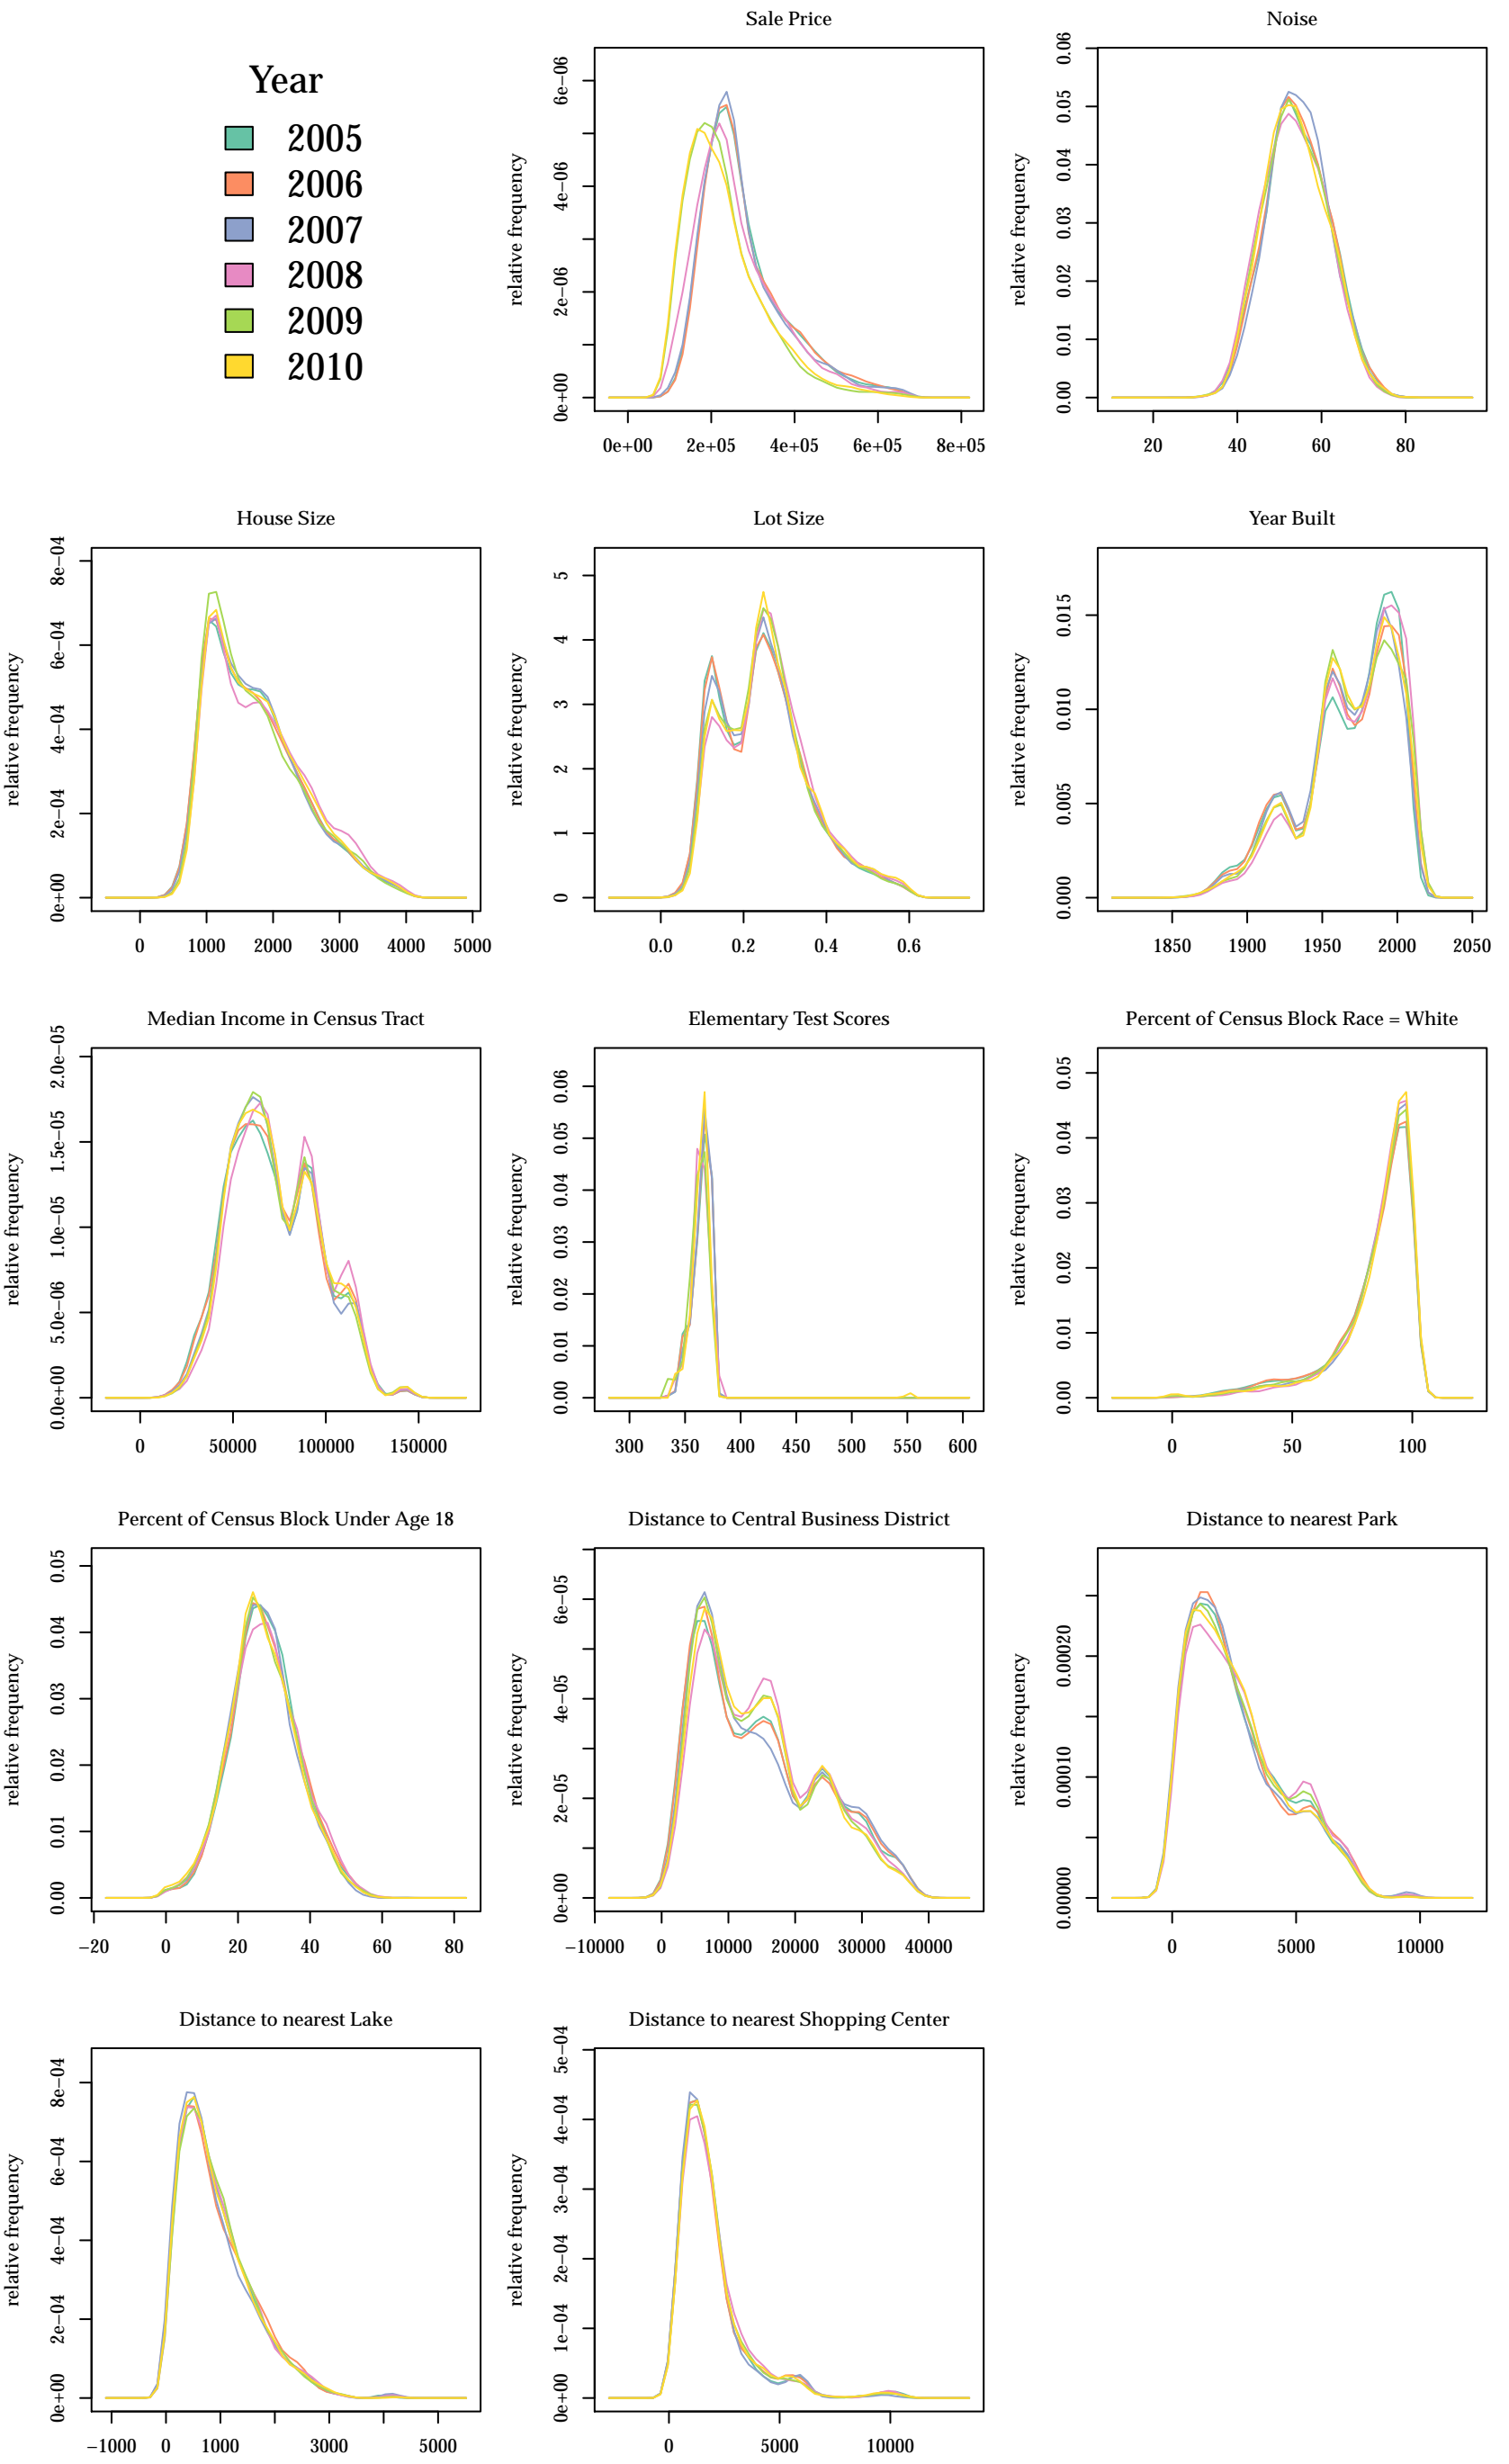 Year
2005
2006
2007
2008
2009
2010
Sale Price
relative frequency
0e+00 2e−06 4e−06 6e−06
0e+00 2e+05 4e+05 6e+05 8e+05
Noise
relative frequency
0.00 0.01 0.02 0.03 0.04 0.05 0.06
20 40 60 80
House Size
relative frequency
0e+00 2e−04 4e−04 6e−04 8e−04
0 1000 2000 3000 4000 5000
Lot Size
relative frequency
0 1 2 3 4 5
0.0 0.2 0.4 0.6
Year Built
relative frequency
0.000 0.005 0.010 0.015
1850 1900 1950 2000 2050
Median Income in Census Tract
relative frequency
0.0e+00 5.0e−06 1.0e−05 1.5e−05 2.0e−05
0 50000 100000 150000
Elementary Test Scores
relative frequency
0.00 0.01 0.02 0.03 0.04 0.05 0.06
300 350 400 450 500 550 600
Percent of Census Block Race = White
relative frequency
0.00 0.01 0.02 0.03 0.04 0.05
0 50 100
Percent of Census Block Under Age 18
relative frequency
0.00 0.01 0.02 0.03 0.04 0.05
−20 0 20 40 60 80
Distance to Central Business District
relative frequency
0e+00 2e−05 4e−05 6e−05
−10000 0 10000 20000 30000 40000
Distance to nearest Park
relative frequency
0.00000 0.00010 0.00020
0 5000 10000
Distance to nearest Lake
relative frequency
0e+00 2e−04 4e−04 6e−04 8e−04
−1000 0 1000 3000 5000
Distance to nearest Shopping Center
relative frequency
0e+00 1e−04 2e−04 3e−04 4e−04 5e−04
0 5000 10000